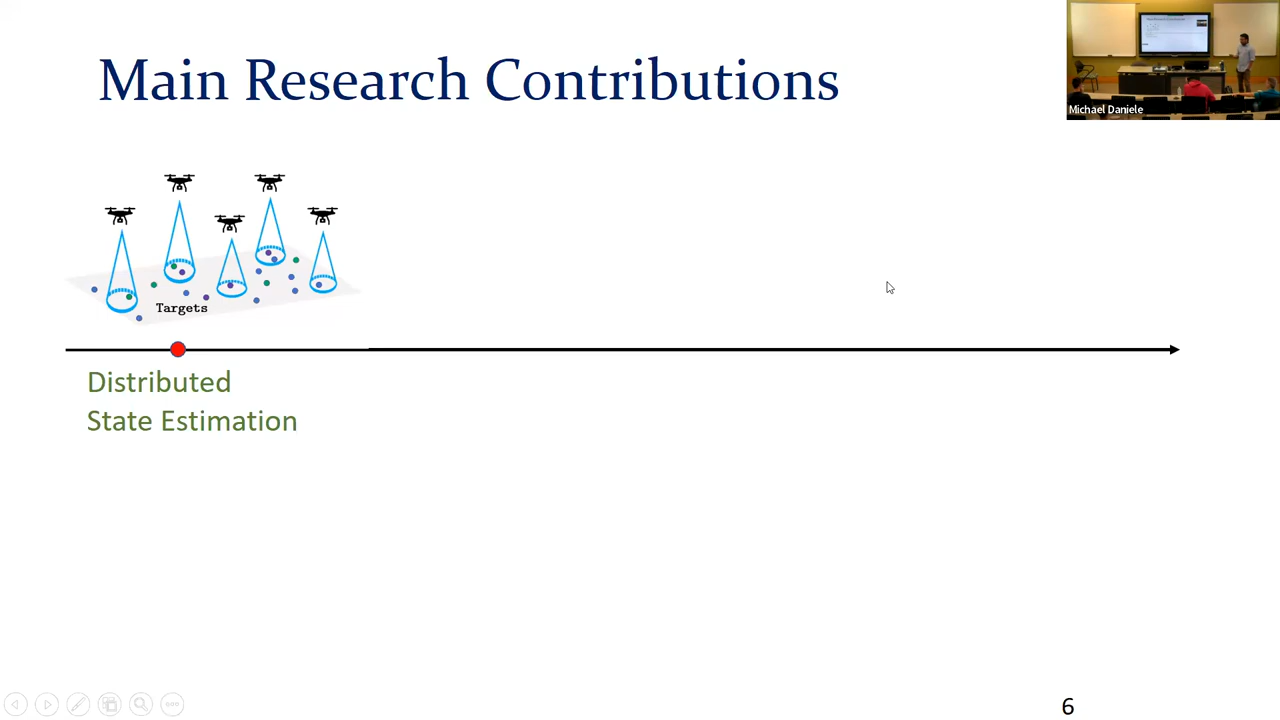 Main Research Contributions
Michael Daniele
Targets
Distributed
State Estimation
6